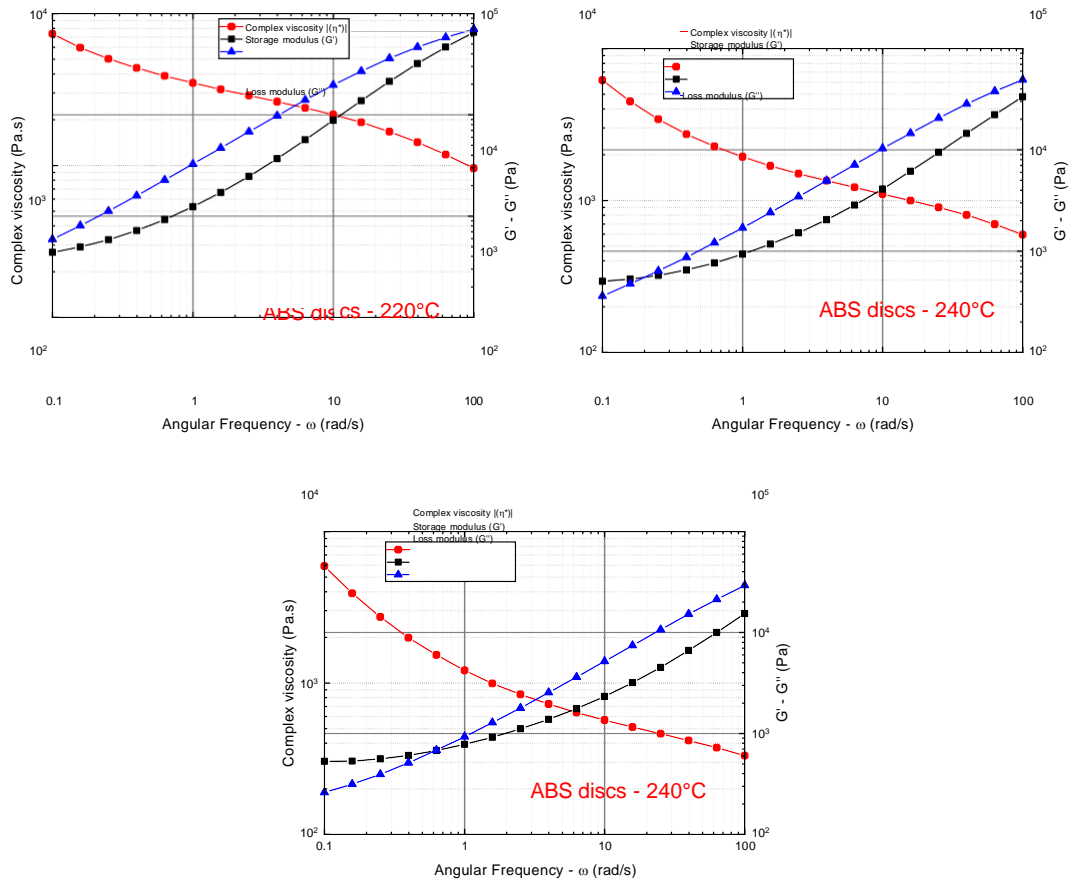 10⁴
10⁵
Complex viscosity |(η*)|
Storage modulus (G')
Loss modulus (G'')
Complex viscosity (Pa.s)
10³
10⁴
10³
G' - G'' (Pa)
ABS discs - 220°C
10²
10²
0.1
1
10
100
Angular Frequency - ω (rad/s)
10⁴
10⁵
Complex viscosity |(η*)|
Storage modulus (G')
Loss modulus (G'')
Complex viscosity (Pa.s)
10³
10⁴
10³
G' - G'' (Pa)
ABS discs - 240°C
10²
10²
0.1
1
10
100
Angular Frequency - ω (rad/s)
10⁴
10⁵
Complex viscosity |(η*)|
Storage modulus (G')
Loss modulus (G'')
Complex viscosity (Pa.s)
10³
10⁴
10³
G' - G'' (Pa)
ABS discs - 240°C
10²
10²
0.1
1
10
100
Angular Frequency - ω (rad/s)